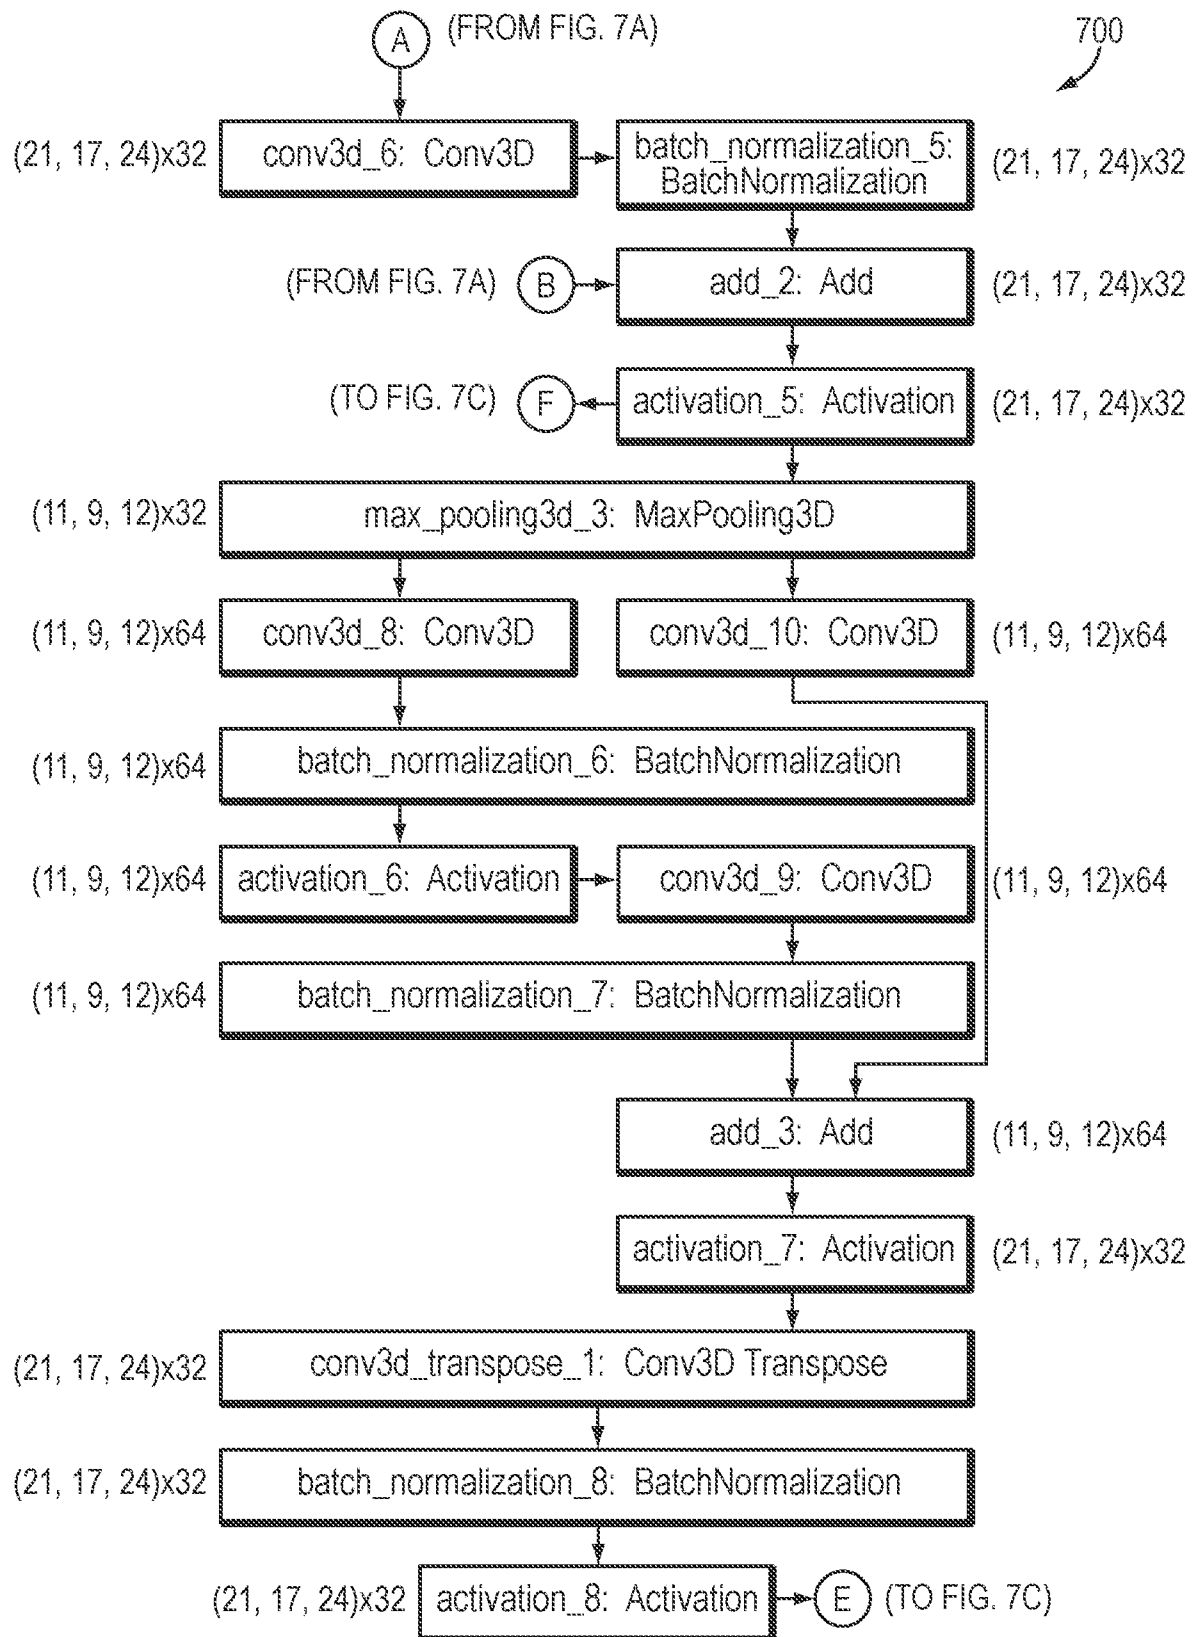 A (FROM FIG. 7A)
700
(21, 17, 24)x32 conv3d_6: Conv3D
batch_normalization_5:
BatchNormalization
(21, 17, 24)x32
(FROM FIG. 7A) B add_2: Add (21, 17, 24)x32
(TO FIG. 7C) F activation_5: Activation (21, 17, 24)x32
(11, 9, 12)x32 max_pooling3d_3: MaxPooling3D
(11, 9, 12)x64 conv3d_8: Conv3D conv3d_10: Conv3D (11, 9, 12)x64
(11, 9, 12)x64 batch_normalization_6: BatchNormalization
(11, 9, 12)x64 activation_6: Activation conv3d_9: Conv3D (11, 9, 12)x64
(11, 9, 12)x64 batch_normalization_7: BatchNormalization
add_3: Add (11, 9, 12)x64
activation_7: Activation (21, 17, 24)x32
(21, 17, 24)x32 conv3d_transpose_1: Conv3D Transpose
(21, 17, 24)x32 batch_normalization_8: BatchNormalization
(21, 17, 24)x32 activation_8: Activation E (TO FIG. 7C)